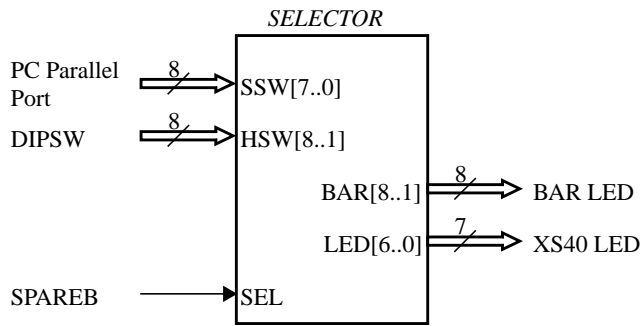 SELECTOR
PC Parallel
Port
8
SSW[7..0]
DIPSW
8
HSW[8..1]
BAR[8..1]
8
BAR LED
LED[6..0]
7
XS40 LED
SPAREB
SEL